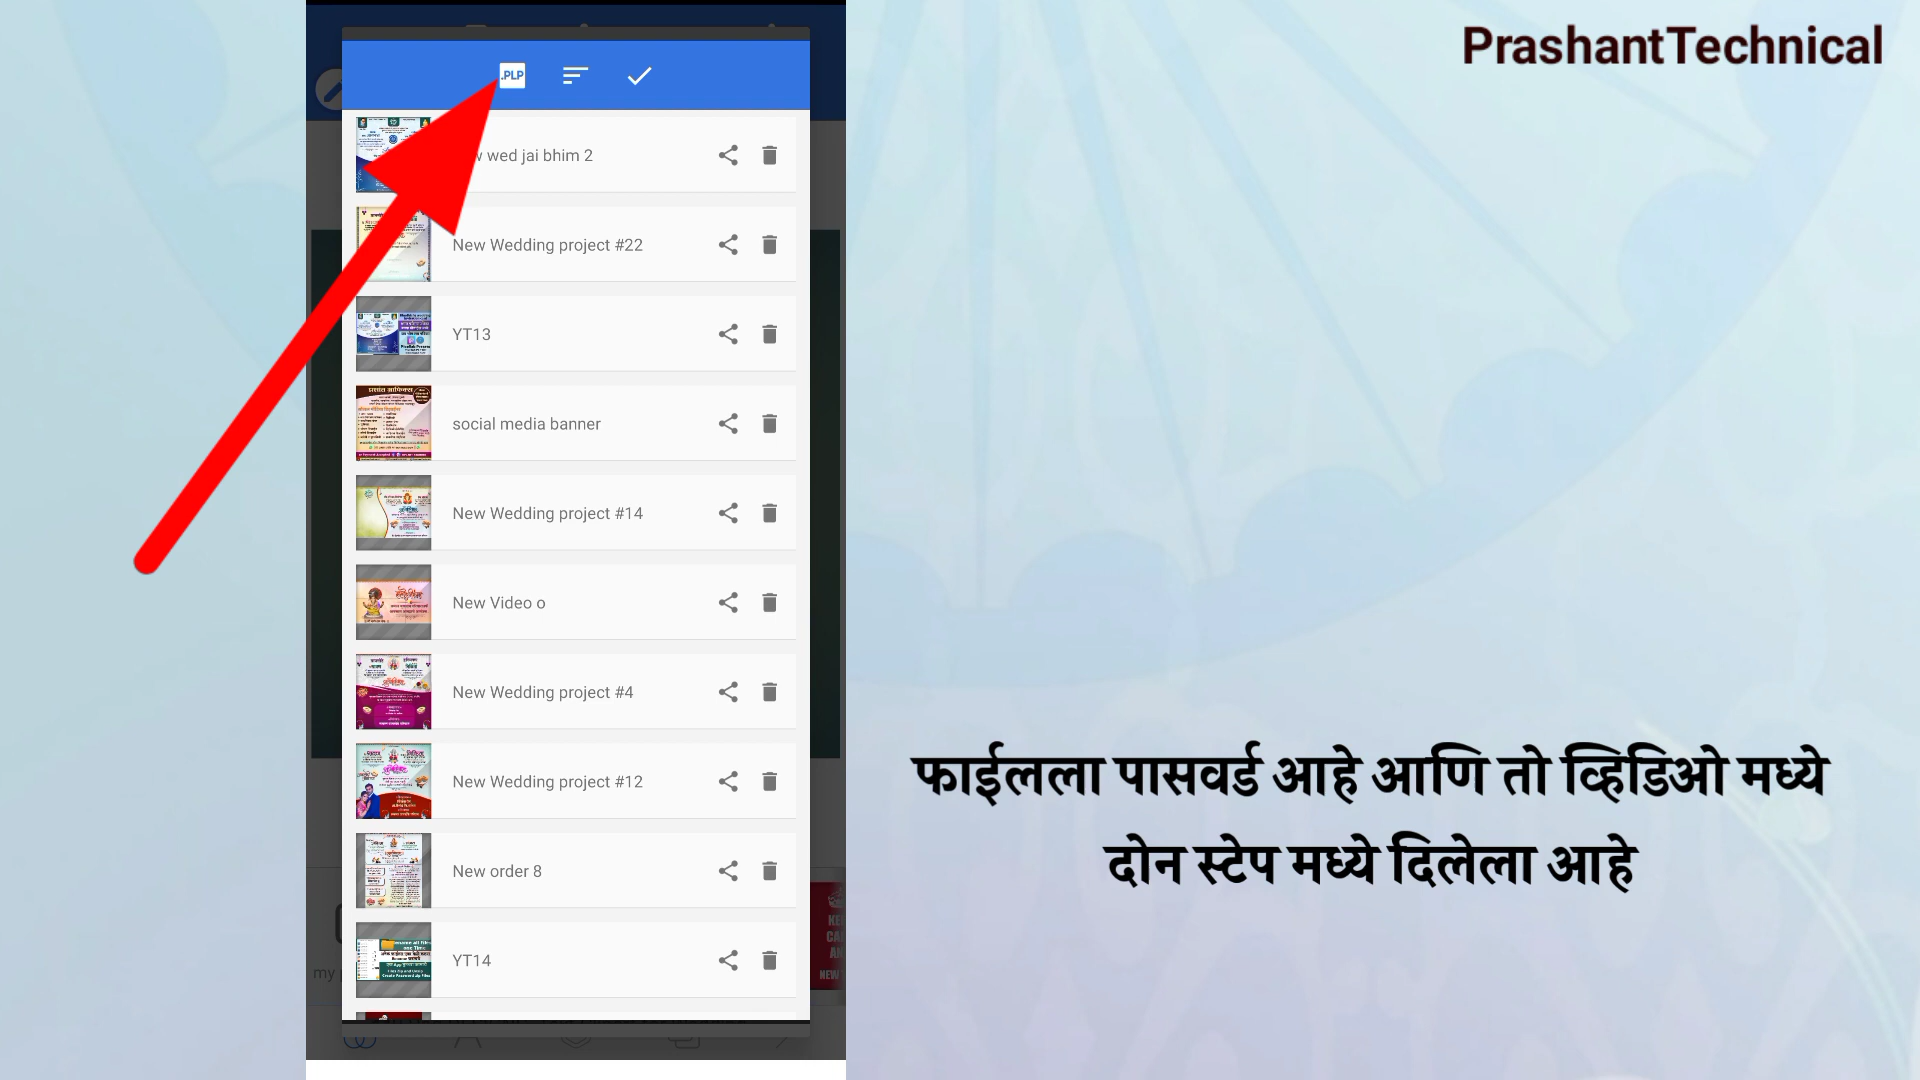 PrashantTechnical
.PLP
wed jai bhim 2
New Wedding project #22
YT13
social media banner
New Wedding project #14
New Video o
New Wedding project #4
New Wedding project #12
New order 8
YT14
my
फाईलला पासवर्ड आहे आणि तो व्हिडिओ मध्ये
दोन स्टेप मध्ये दिलेला आहे